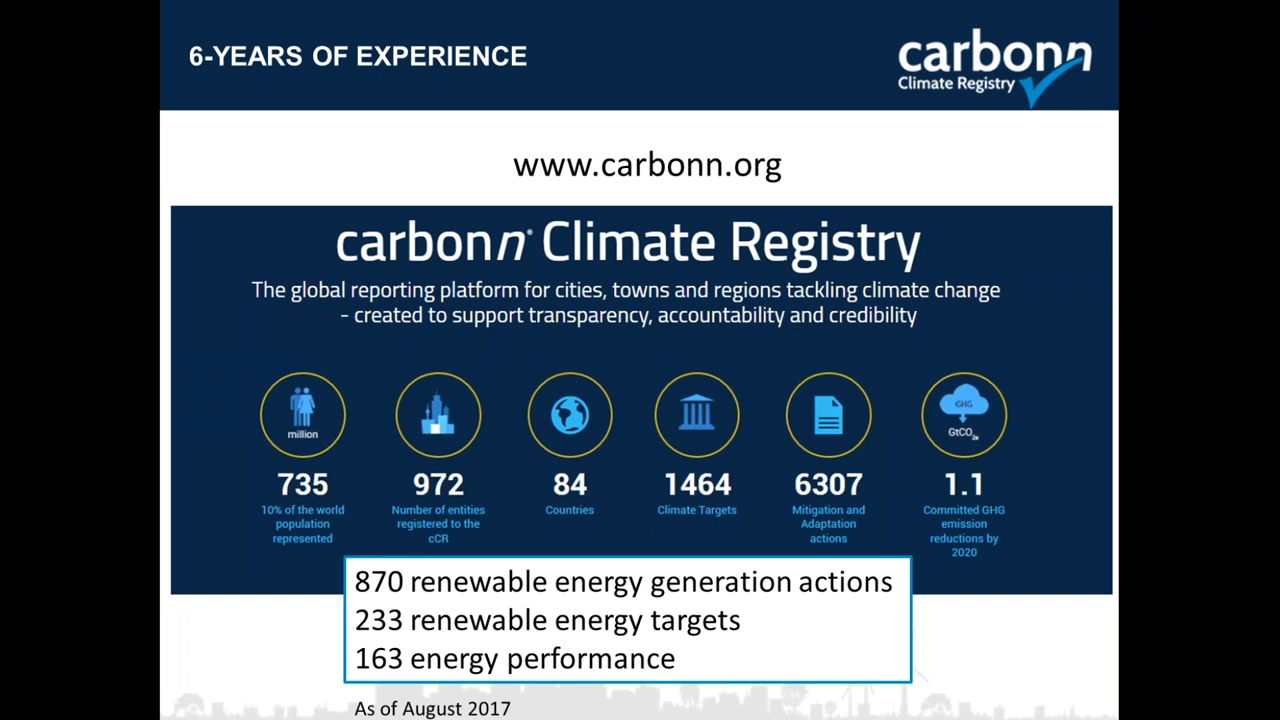 6-YEARS OF EXPERIENCE
carbonn
Climate Registry
www.carbonn.org
carbonn® Climate Registry
The global reporting platform for cities, towns and regions tackling climate change
- created to support transparency, accountability and credibility
million
GHG
GtCO2e
735
972
84
1464
6307
1.1
10% of the world
population
represented
Number of entities
registered to the
cCR
Countries
Climate Targets
Mitigation and
Adaptation
actions
Committed GHG
emission
reductions by
2020
870 renewable energy generation actions
233 renewable energy targets
163 energy performance
As of August 2017